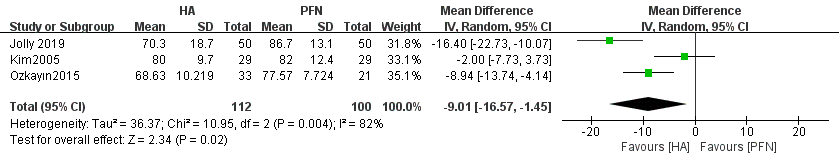 HA PFN Mean Difference Mean Difference
Study or Subgroup Mean SD Total Mean SD Total Weight IV, Random, 95% CI IV, Random, 95% CI
Jolly 2019 70.3 18.7 50 86.7 13.1 50 31.8% -16.40 [-22.73, -10.07]
Kim2005 80 9.7 29 82 12.4 29 33.1% -2.00 [-7.73, 3.73]
Ozkayın2015 68.63 10.219 33 77.57 7.724 21 35.1% -8.94 [-13.74, -4.14]
Total (95% CI) 112 100 100.0% -9.01 [-16.57, -1.45]
Heterogeneity: Tau² = 36.37; Chi² = 10.95, df = 2 (P = 0.004); I² = 82%
Test for overall effect: Z = 2.34 (P = 0.02)
-20 -10 0 10 20
Favours [HA] Favours [PFN]